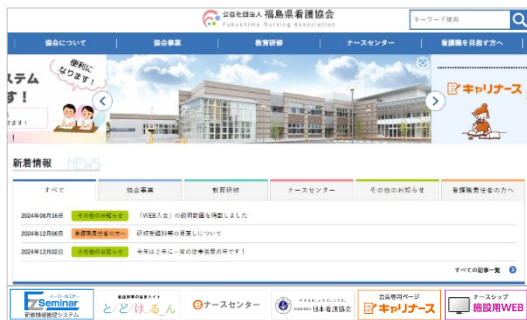 公益社団法人 福島県看護協会
Fukushima Nursing Association
キーワード検索
協会について 協会事業 教育研修 ナースセンター 看護職を目指す方へ
ステム
す！
便利に
なります！
キャリナース
新着情報 NEWS
すべて 協会事業 教育研修 ナースセンター その他のお知らせ 看護職責任者の方へ
2024年08月16日 その他のお知らせ 「WEB入会」の説明動画を掲載しました
2024年12月06日 看護職責任者の方へ 研修受講料等の見直しについて
2024年12月02日 その他のお知らせ 今年は2年に一度の従事者届の年です！
すべての記事一覧
Seminar
研修情報管理システム
とどけるん
eナースセンター
日本看護協会
会員専用ページ
キャリナース
ナースシップ
施設用WEB